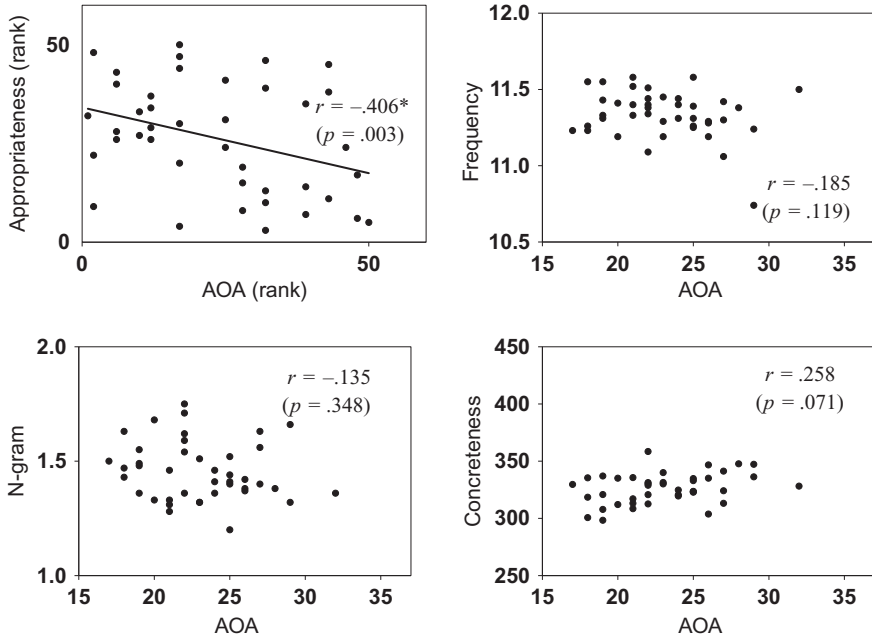 Appropriateness (rank)
50
0
r = –.406*
(p = .003)
0
50
AOA (rank)
Frequency
12.0
11.5
11.0
10.5
r = –.185
(p = .119)
15
20
25
30
35
AOA
N-gram
2.0
1.5
1.0
r = –.135
(p = .348)
15
20
25
30
35
AOA
Concreteness
450
400
350
300
250
r = .258
(p = .071)
15
20
25
30
35
AOA